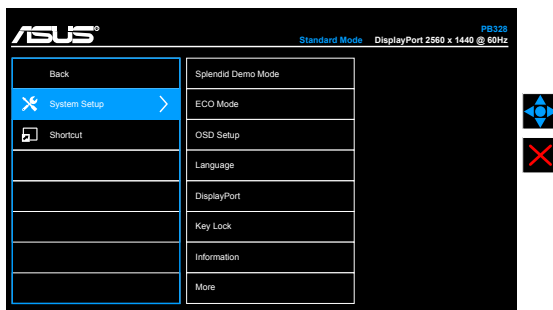 ASUS
PB328
Standard Mode DisplayPort 2560 x 1440 @ 60Hz
Back
System Setup
Shortcut
Splendid Demo Mode
ECO Mode
OSD Setup
Language
DisplayPort
Key Lock
Information
More